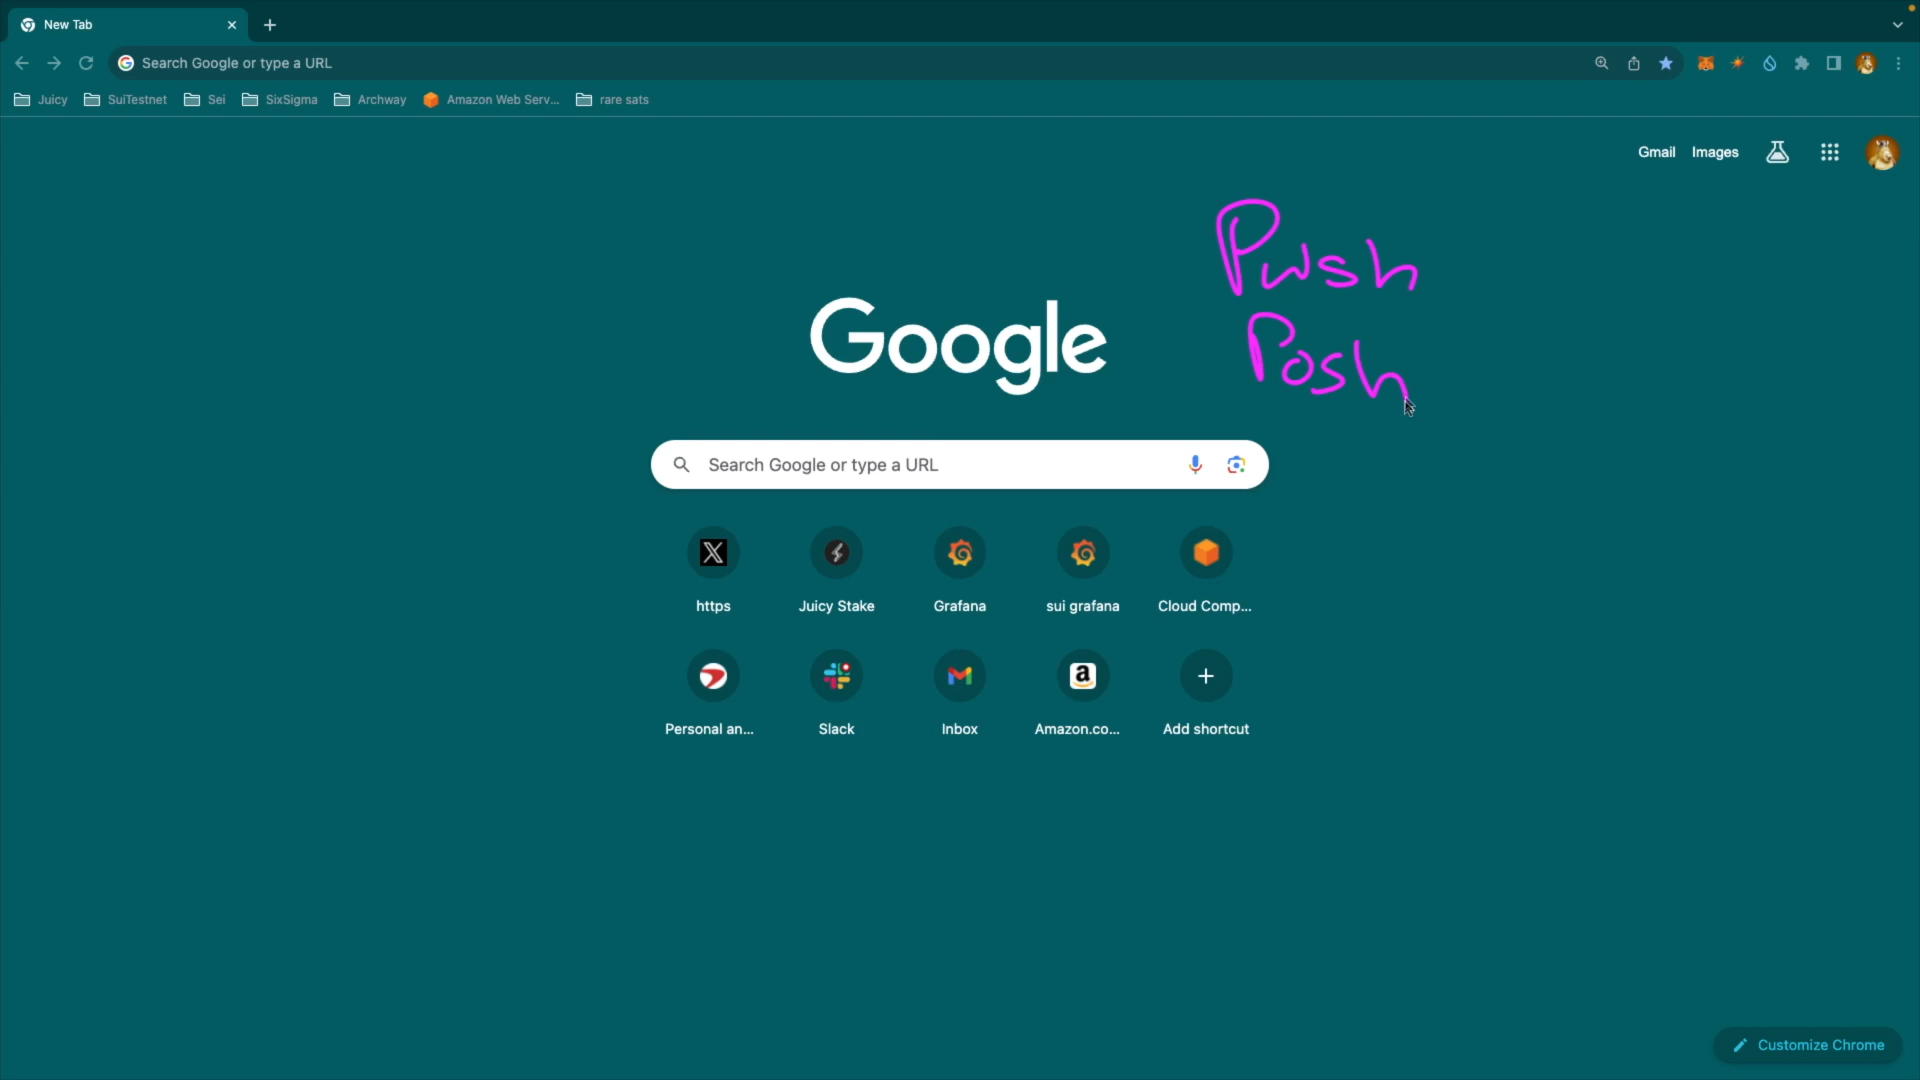 New Tab
Search Google or type a URL
Juicy SuiTestnet Sei SixSigma Archway Amazon Web Serv... rare sats
Gmail Images
Pwsh
Posh
Google
Search Google or type a URL
https Juicy Stake Grafana sui grafana Cloud Comp...
Personal an... Slack Inbox Amazon.co... Add shortcut
Customize Chrome